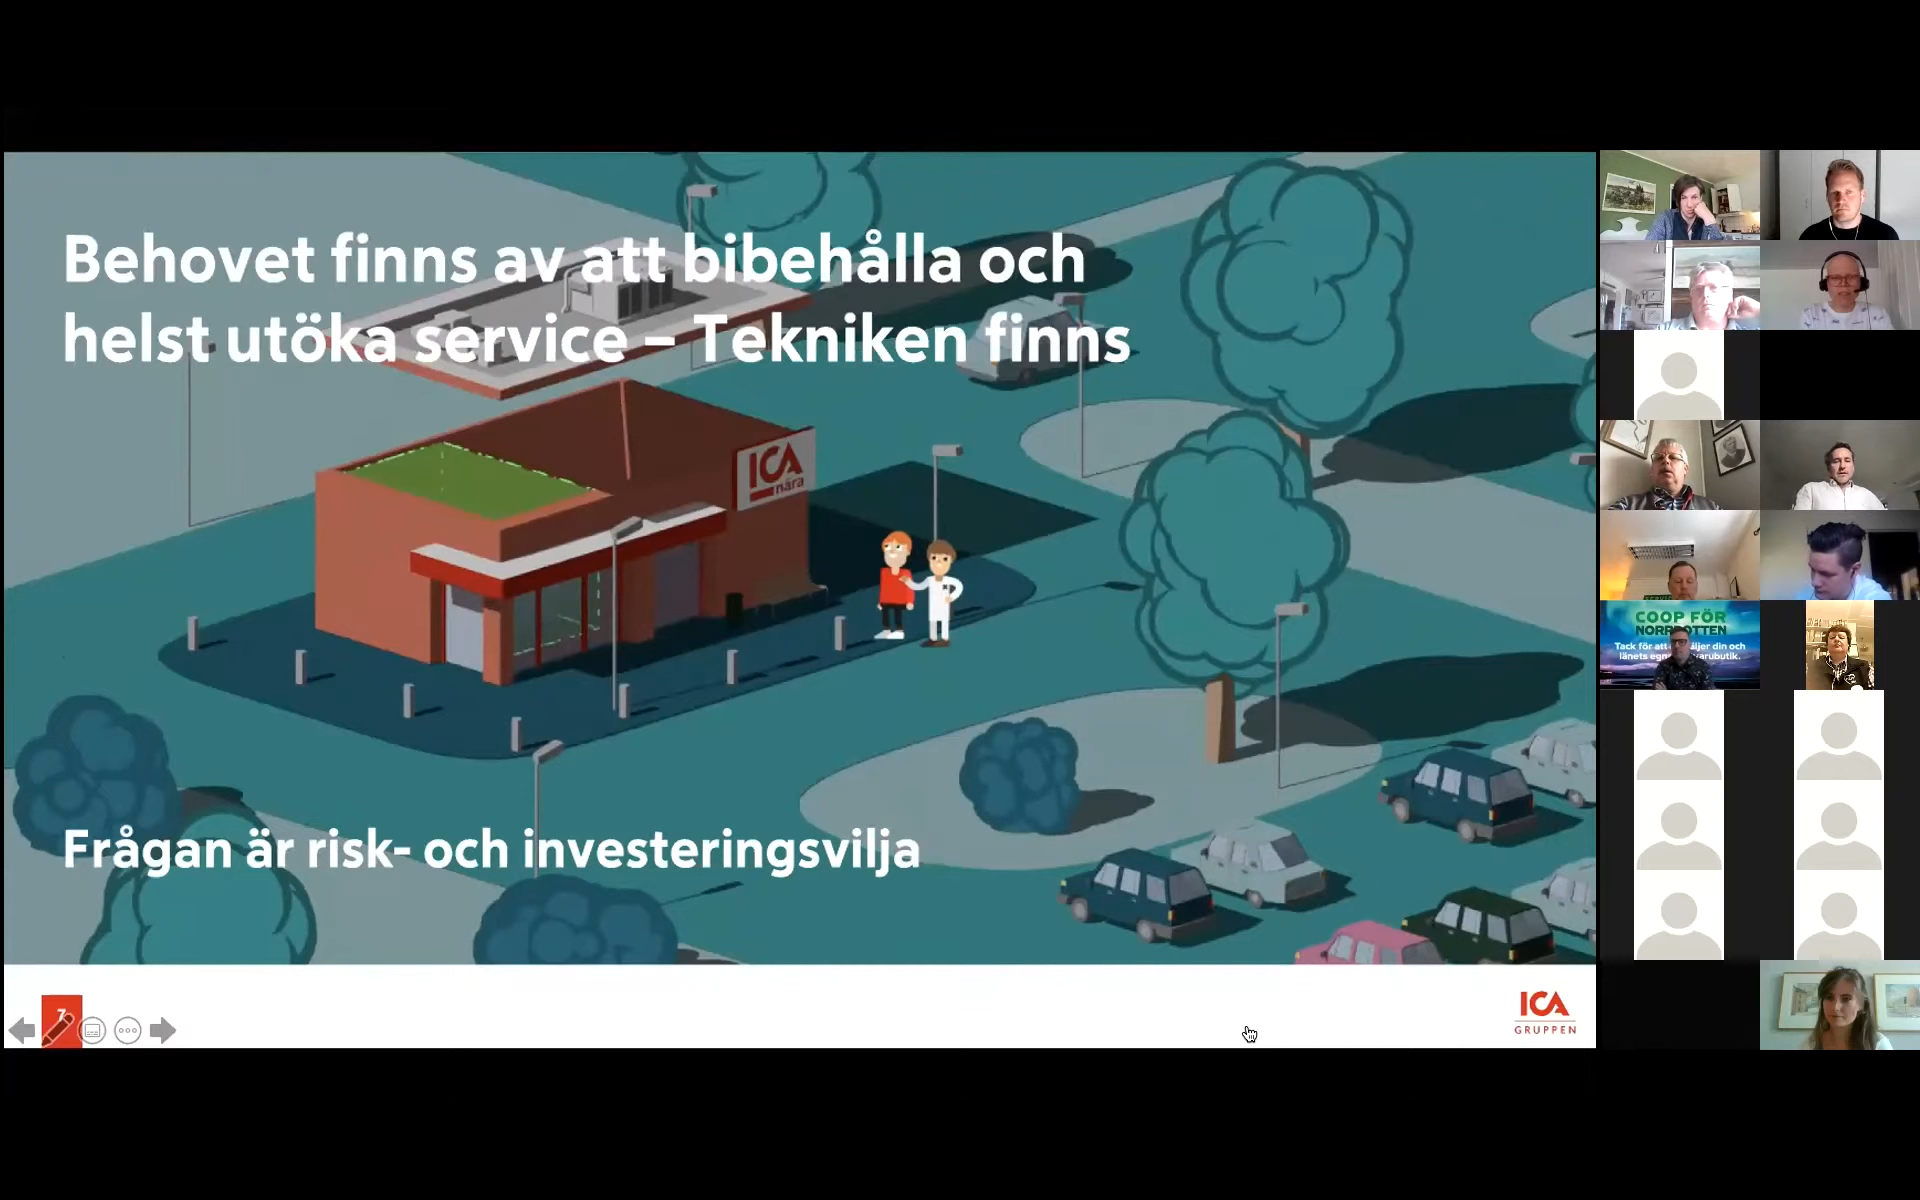 Behovet finns av att bibehålla och
helst utöka service – Tekniken finns
ICA
nära
Frågan är risk- och investeringsvilja
7
ICA
GRUPPEN
COOP FÖR
Tack för att